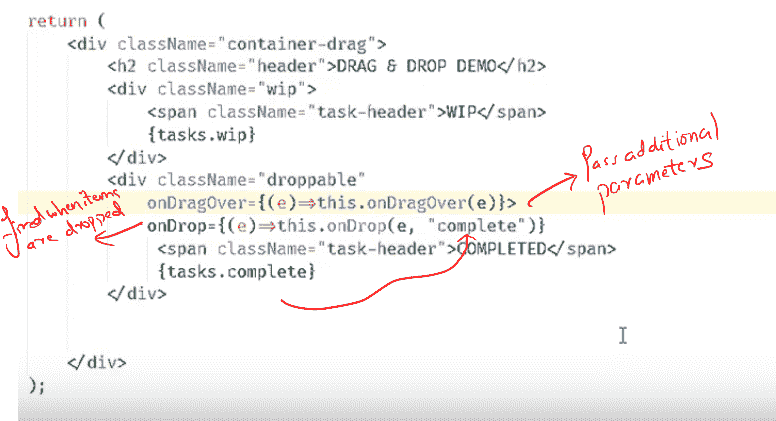 return (
<div className="container-drag">
<h2 className="header">DRAG & DROP DEMO</h2>
<div className="wip">
<span className="task-header">WIP</span>
{tasks.wip}
</div>
<div className="droppable"
onDragOver={(e)⇒this.onDragOver(e)}>
onDrop={(e)⇒this.onDrop(e, "complete")}
<span className="task-header">COMPLETED</span>
{tasks.complete}
</div>
</div>
);
Pass additional
parameters
fired when items
are dropped